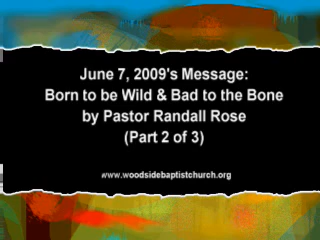 June 7, 2009's Message:
Born to be Wild & Bad to the Bone
by Pastor Randall Rose
(Part 2 of 3)
www.woodsidebaptistchurch.org